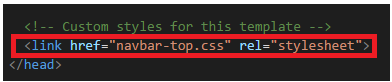 <!-- Custom styles for this template -->
<link href="navbar-top.css" rel="stylesheet">
</head>